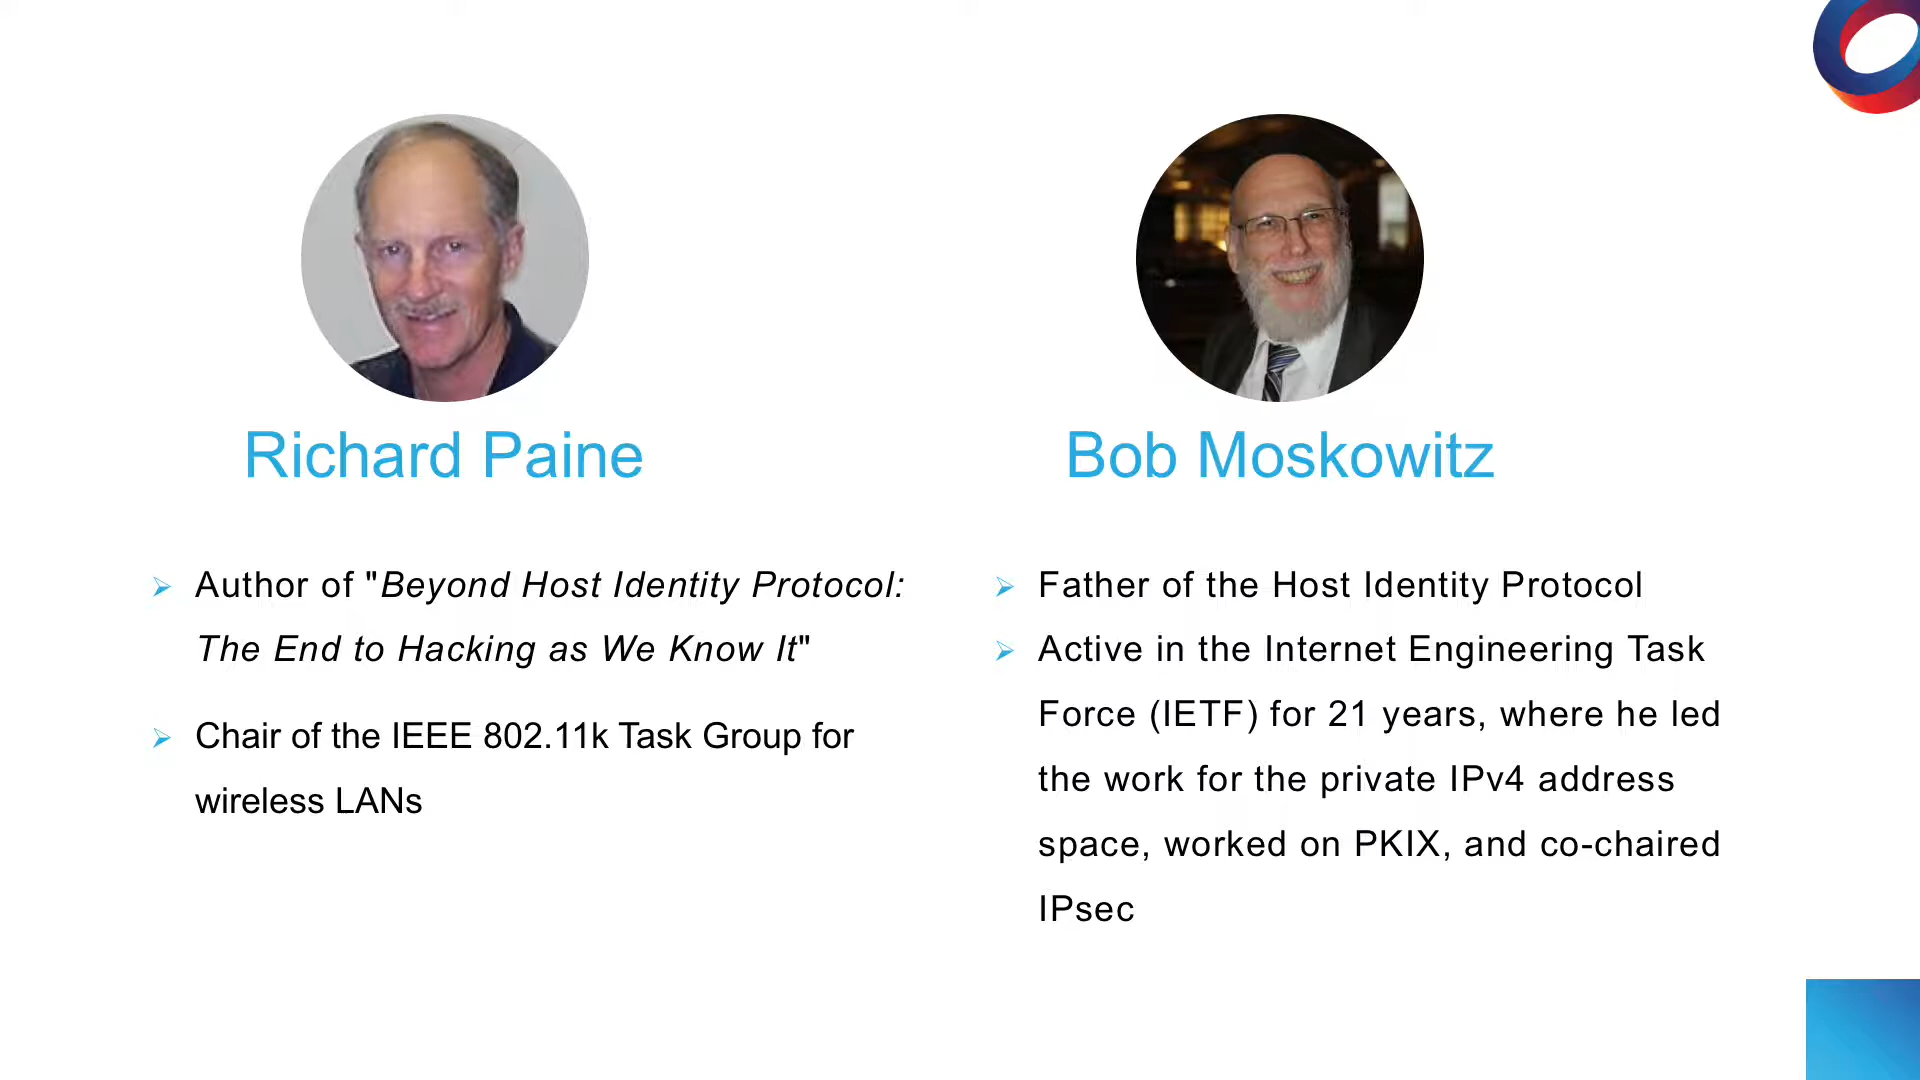 Richard Paine
Author of "Beyond Host Identity Protocol:
The End to Hacking as We Know It"
Chair of the IEEE 802.11k Task Group for
wireless LANs
Bob Moskowitz
Father of the Host Identity Protocol
Active in the Internet Engineering Task
Force (IETF) for 21 years, where he led
the work for the private IPv4 address
space, worked on PKIX, and co-chaired
IPsec